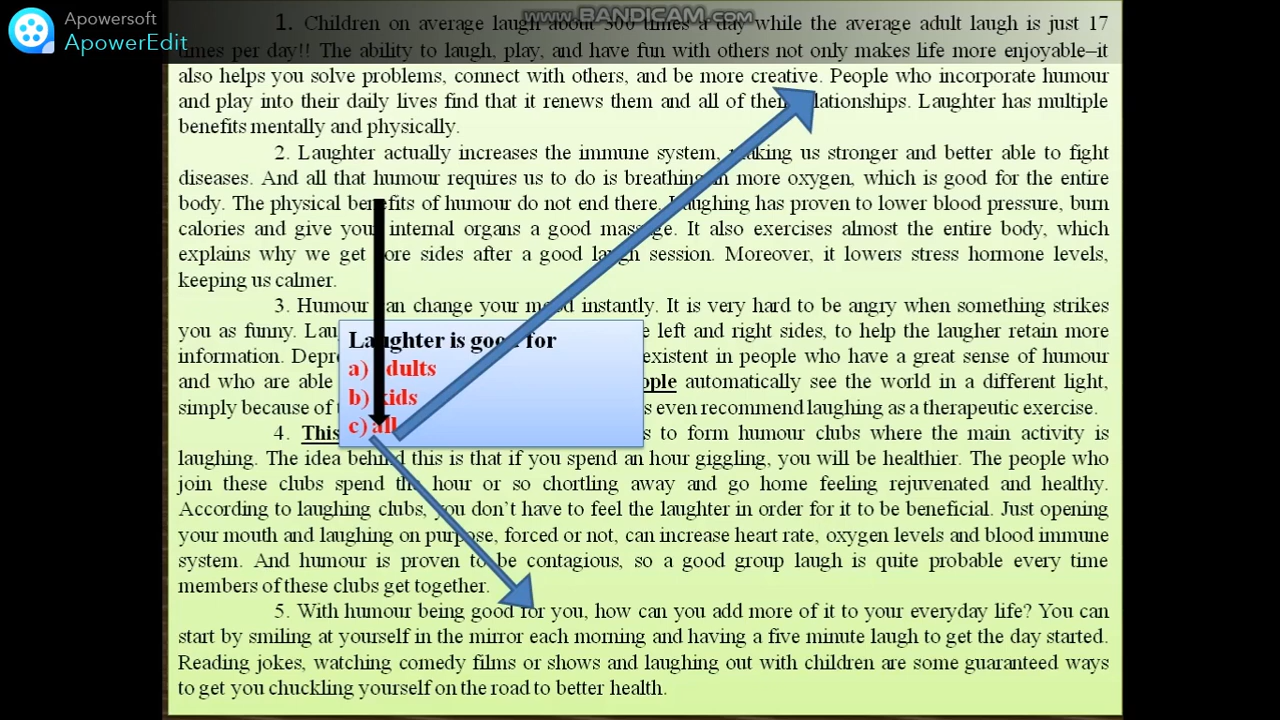 Apowersoft
ApowerEdit
www.BANDICAM.com
1. Children on average laugh about 300 times a day while the average adult laugh is just 17
times per day!! The ability to laugh, play, and have fun with others not only makes life more enjoyable–it
also helps you solve problems, connect with others, and be more creative. People who incorporate humour
and play into their daily lives find that it renews them and all of their relationships. Laughter has multiple
benefits mentally and physically.
2. Laughter actually increases the immune system, making us stronger and better able to fight
diseases. And all that humour requires us to do is breathing in more oxygen, which is good for the entire
body. The physical benefits of humour do not end there. Laughing has proven to lower blood pressure, burn
calories and give your internal organs a good massage. It also exercises almost the entire body, which
explains why we get sore sides after a good laugh session. Moreover, it lowers stress hormone levels,
keeping us calmer.
3. Humour can change your mood instantly. It is very hard to be angry when something strikes
you as funny. left and right sides, to help the laugher retain more
information. existent in people who have a great sense of humour
and who are able automatically see the world in a different light,
simply because of even recommend laughing as a therapeutic exercise.
Laughter is good for
a) adults
b) kids
c) all
4. This to form humour clubs where the main activity is
laughing. The idea behind this is that if you spend an hour giggling, you will be healthier. The people who
join these clubs spend the hour or so chortling away and go home feeling rejuvenated and healthy.
According to laughing clubs, you don't have to feel the laughter in order for it to be beneficial. Just opening
your mouth and laughing on purpose, forced or not, can increase heart rate, oxygen levels and blood immune
system. And humour is proven to be contagious, so a good group laugh is quite probable every time
members of these clubs get together.
5. With humour being good for you, how can you add more of it to your everyday life? You can
start by smiling at yourself in the mirror each morning and having a five minute laugh to get the day started.
Reading jokes, watching comedy films or shows and laughing out with children are some guaranteed ways
to get you chuckling yourself on the road to better health.